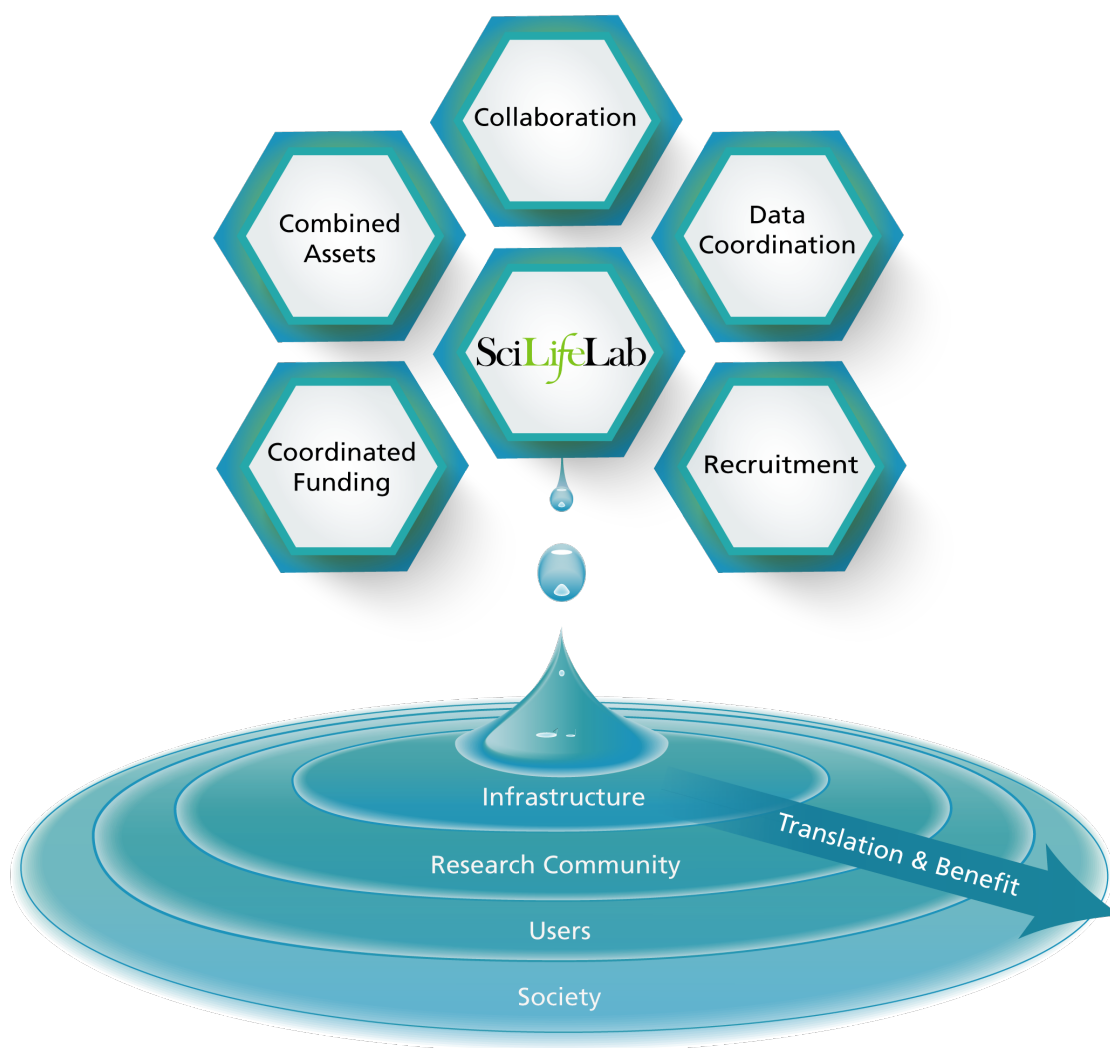 Collaboration
Combined
Assets
Data
Coordination
SciLifeLab
Coordinated
Funding
Recruitment
Infrastructure
Translation & Benefit
Research Community
Users
Society